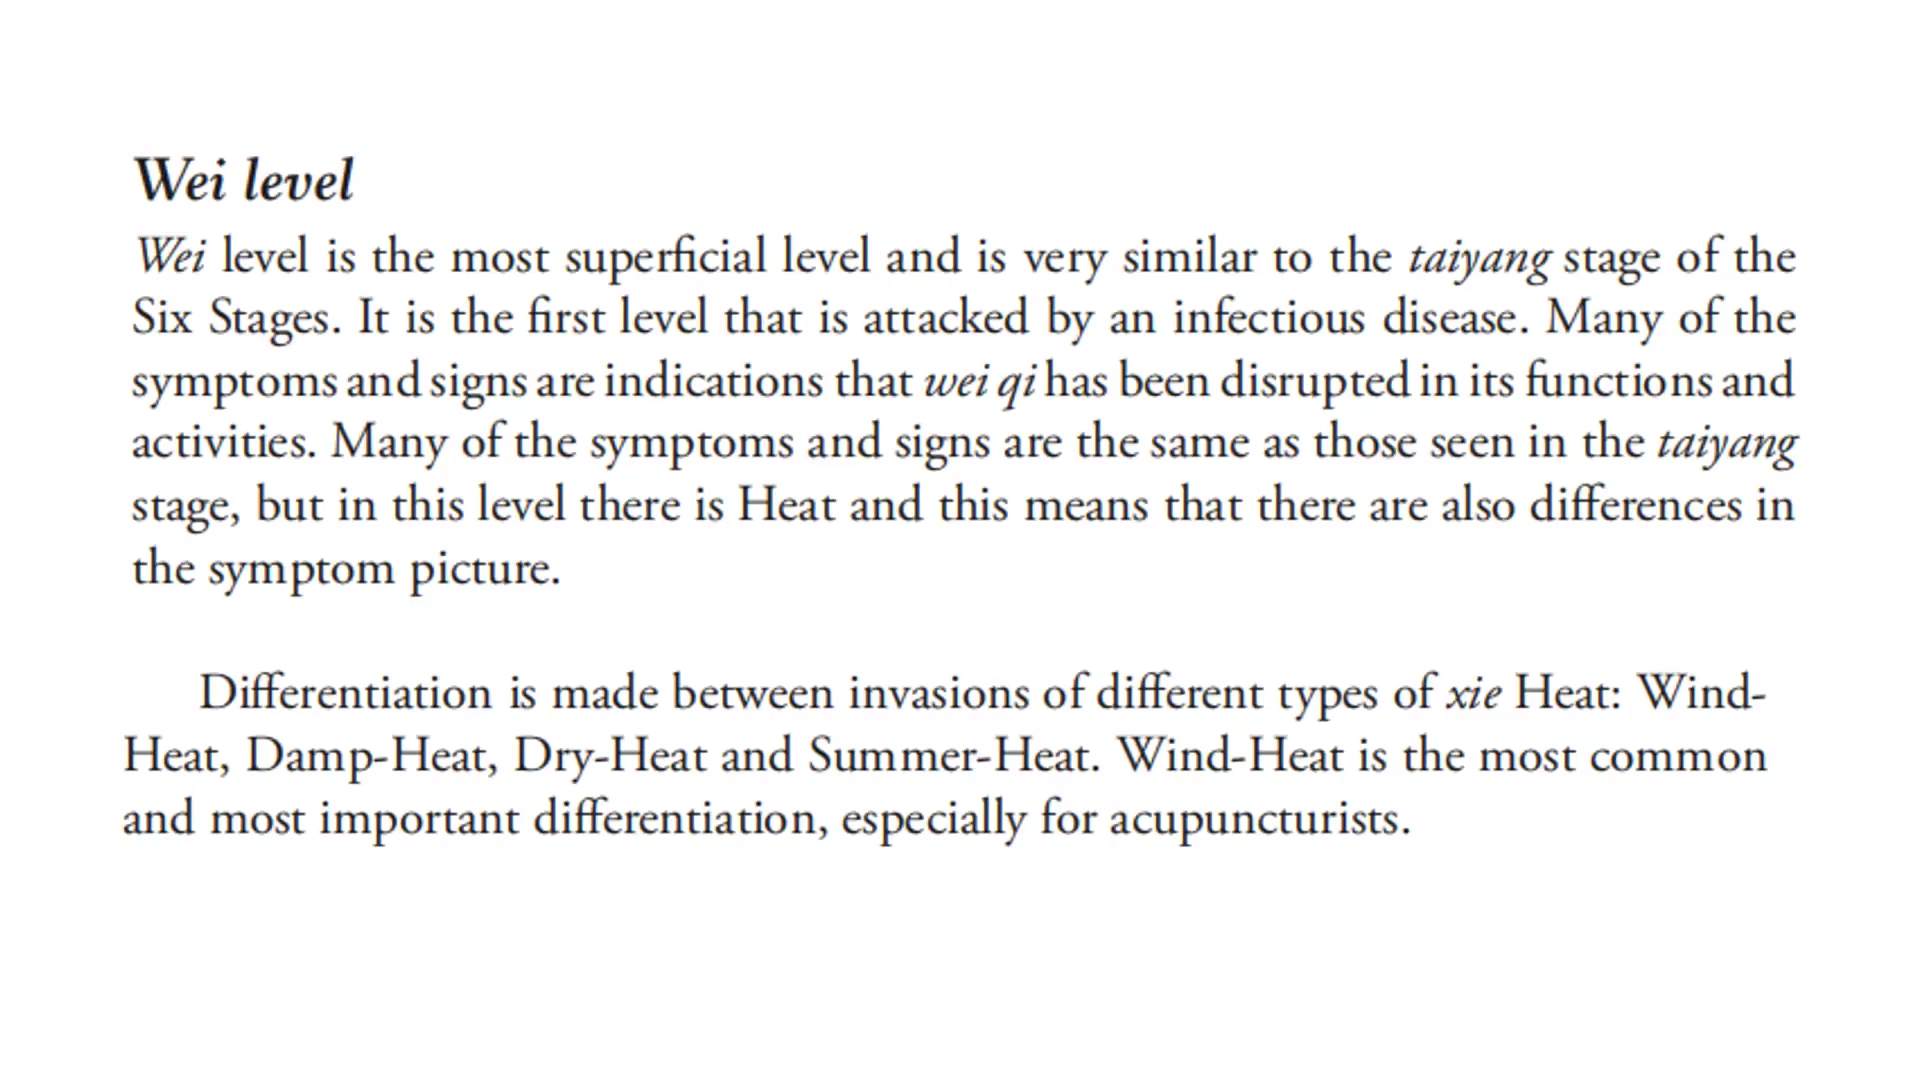 Wei level
Wei level is the most superficial level and is very similar to the taiyang stage of the
Six Stages. It is the first level that is attacked by an infectious disease. Many of the
symptoms and signs are indications that wei qi has been disrupted in its functions and
activities. Many of the symptoms and signs are the same as those seen in the taiyang
stage, but in this level there is Heat and this means that there are also differences in
the symptom picture.
Differentiation is made between invasions of different types of xie Heat: Wind-
Heat, Damp-Heat, Dry-Heat and Summer-Heat. Wind-Heat is the most common
and most important differentiation, especially for acupuncturists.